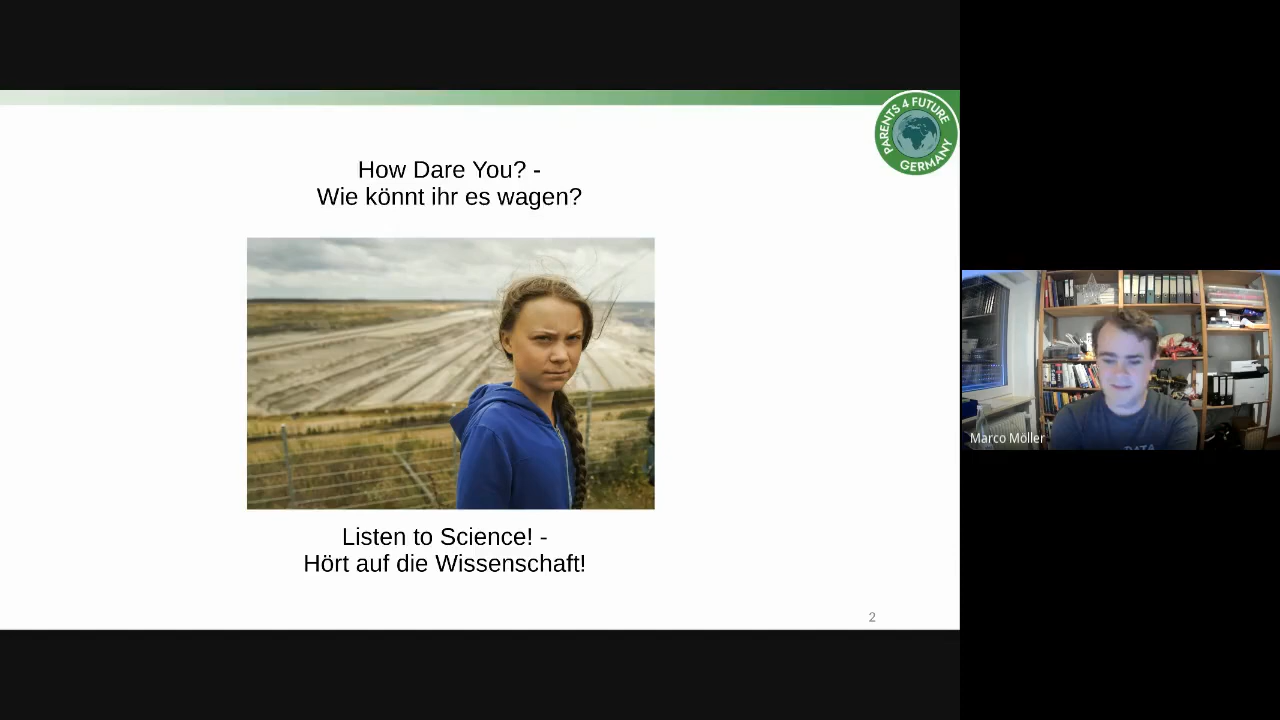 PARENTS 4 FUTURE
GERMANY
How Dare You? -
Wie könnt ihr es wagen?
Listen to Science! -
Hört auf die Wissenschaft!
2
Marco Möller
DATA